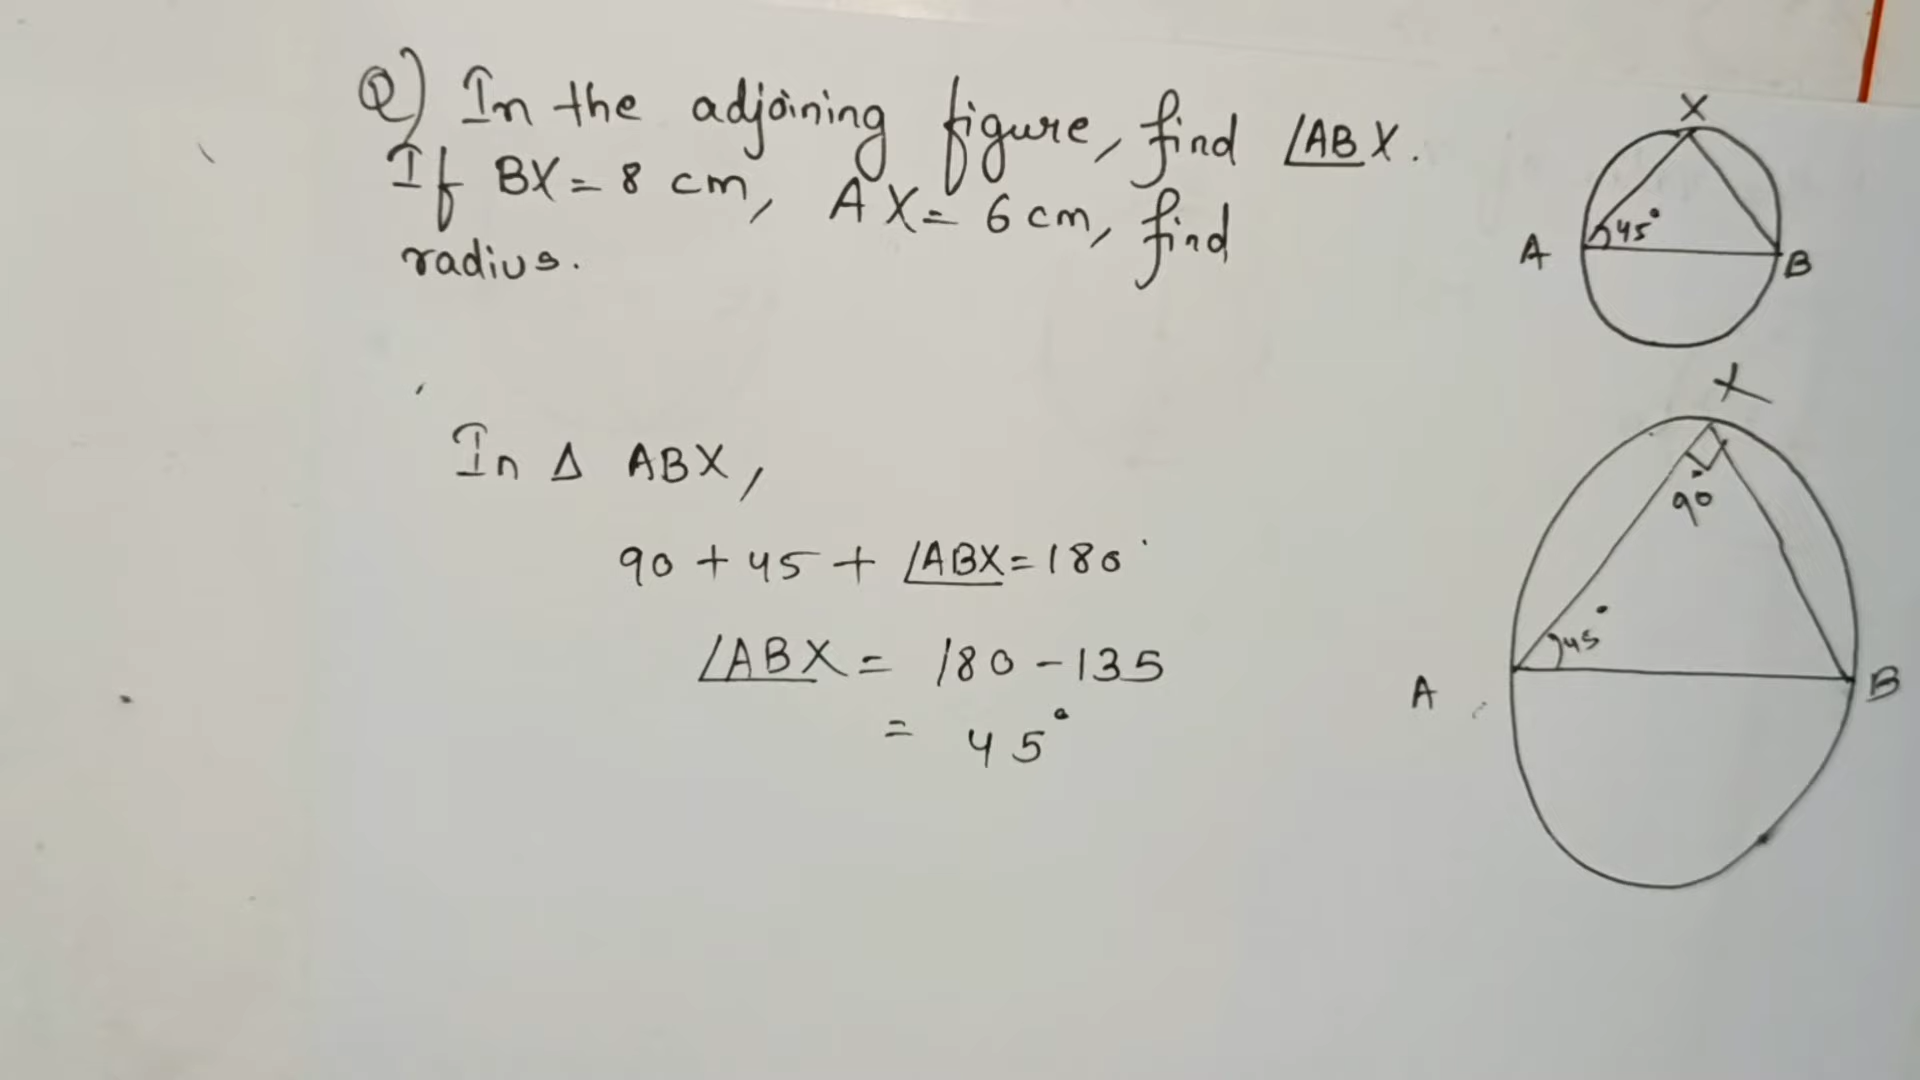 Q) In the adjoining figure, find ∠ABX.
If BX = 8 cm, AX = 6 cm, find
radius.
X
45°
A
B
In Δ ABX,
90 + 45 + ∠ABX = 180°
∠ABX = 180 - 135
= 45°
X
90°
45°
A
B